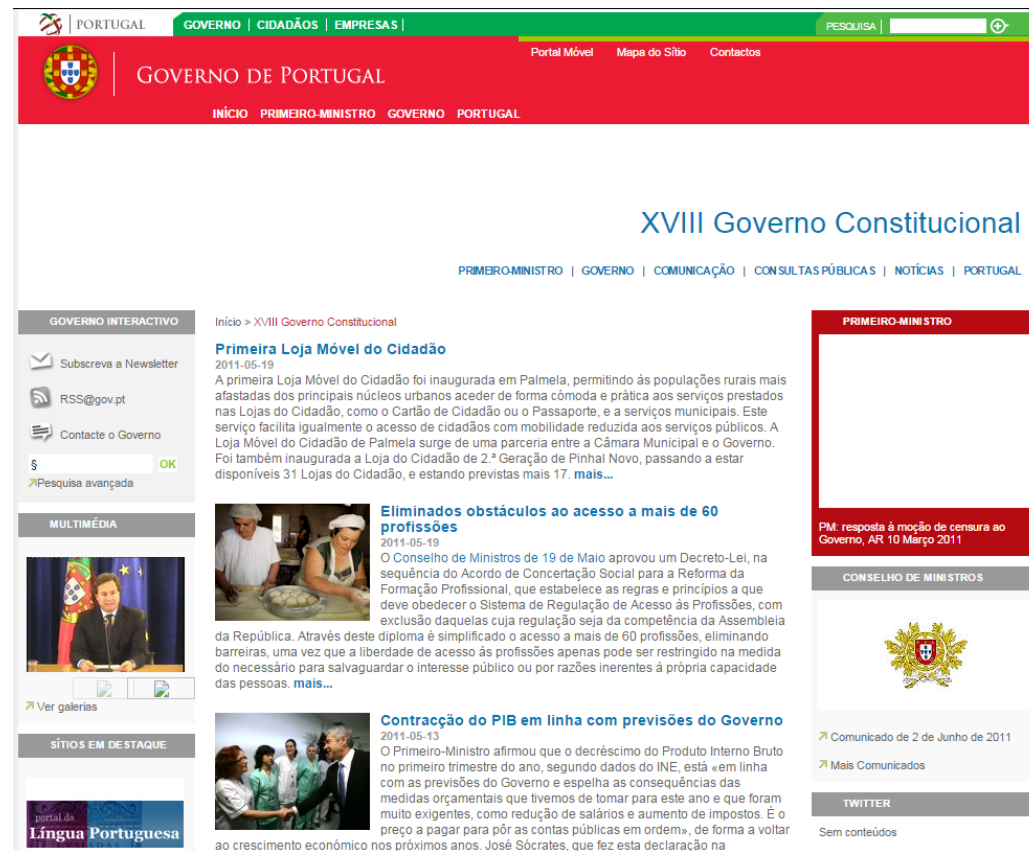 PORTUGAL
GOVERNO | CIDADÃOS | EMPRESAS |
PESQUISA |
Portal Móvel Mapa do Sítio Contactos
GOVERNO DE PORTUGAL
INÍCIO PRIMEIRO-MINISTRO GOVERNO PORTUGAL
XVIII Governo Constitucional
PRIMEIRO-MINISTRO | GOVERNO | COMUNICAÇÃO | CONSULTAS PÚBLICAS | NOTÍCIAS | PORTUGAL
GOVERNO INTERACTIVO
Subscreva a Newsletter
RSS@gov.pt
Contacte o Governo
§ OK
Pesquisa avançada
MULTIMÉDIA
Ver galerias
SÍTIOS EM DESTAQUE
portal da
Língua Portuguesa
Início > XVIII Governo Constitucional
Primeira Loja Móvel do Cidadão
2011-05-19
A primeira Loja Móvel do Cidadão foi inaugurada em Palmela, permitindo às populações rurais mais
afastadas dos principais núcleos urbanos aceder de forma cómoda e prática aos serviços prestados
nas Lojas do Cidadão, como o Cartão de Cidadão ou o Passaporte, e a serviços municipais. Este
serviço facilita igualmente o acesso de cidadãos com mobilidade reduzida aos serviços públicos. A
Loja Móvel do Cidadão de Palmela surge de uma parceria entre a Câmara Municipal e o Governo.
Foi também inaugurada a Loja do Cidadão de 2.ª Geração de Pinhal Novo, passando a estar
disponíveis 31 Lojas do Cidadão, e estando previstas mais 17. mais...
Eliminados obstáculos ao acesso a mais de 60
profissões
2011-05-19
O Conselho de Ministros de 19 de Maio aprovou um Decreto-Lei, na
sequência do Acordo de Concertação Social para a Reforma da
Formação Profissional, que estabelece as regras e princípios a que
deve obedecer o Sistema de Regulação de Acesso às Profissões, com
exclusão daquelas cuja regulação seja da competência da Assembleia
da República. Através deste diploma é simplificado o acesso a mais de 60 profissões, eliminando
barreiras, uma vez que a liberdade de acesso às profissões apenas pode ser restringido na medida
do necessário para salvaguardar o interesse público ou por razões inerentes à própria capacidade
das pessoas. mais...
Contracção do PIB em linha com previsões do Governo
2011-05-13
O Primeiro-Ministro afirmou que o decréscimo do Produto Interno Bruto
no primeiro trimestre do ano, segundo dados do INE, está «em linha
com as previsões do Governo e espelha as consequências das
medidas orçamentais que tivemos de tomar para este ano e que foram
muito exigentes, como redução de salários e aumento de impostos. É o
preço a pagar para pôr as contas públicas em ordem», de forma a voltar
ao crescimento económico nos próximos anos. José Sócrates, que fez esta declaração na
PRIMEIRO-MINISTRO
PM: resposta à moção de censura ao
Governo, AR 10 Março 2011
CONSELHO DE MINISTROS
Comunicado de 2 de Junho de 2011
Mais Comunicados
TWITTER
Sem conteúdos